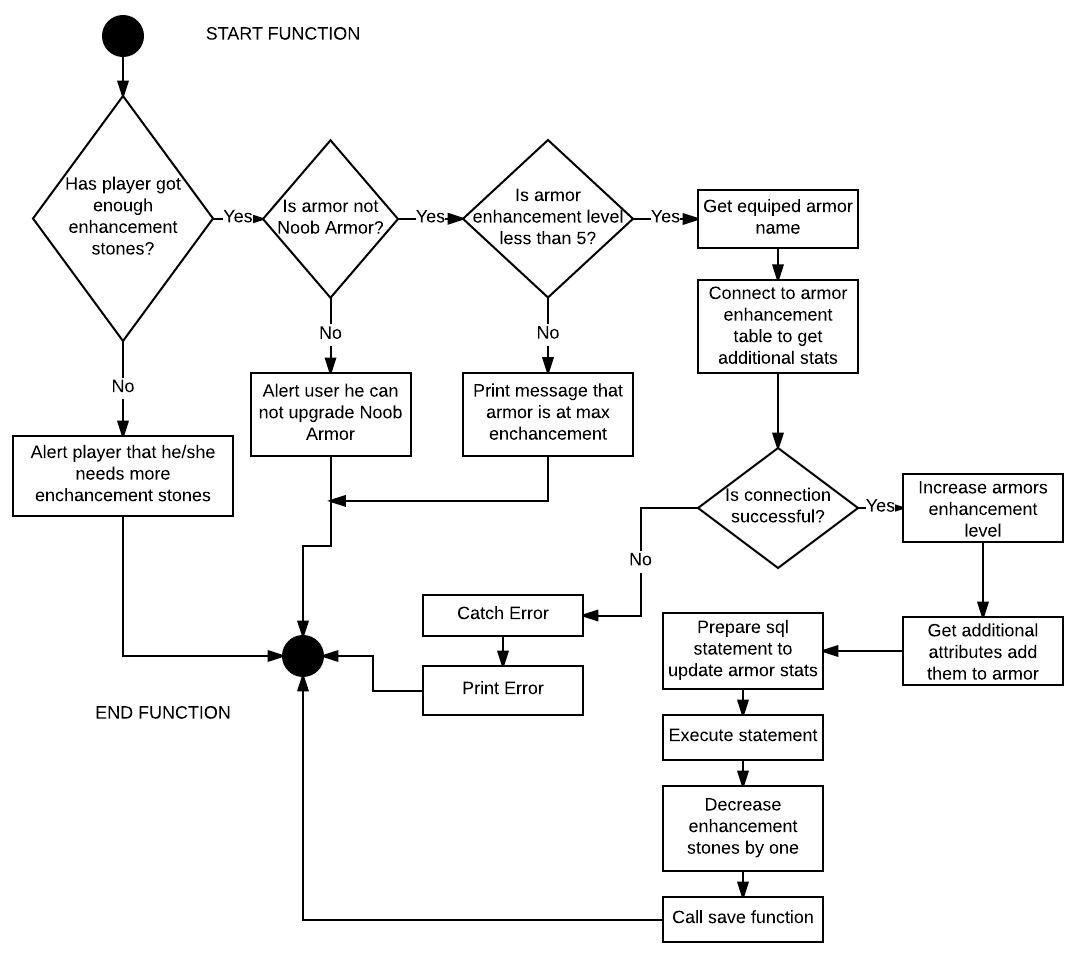 START FUNCTION
Has player got
enough
enhancement
stones?
Yes
Is armor not
Noob Armor?
Yes
Is armor
enhancement level
less than 5?
Yes
Get equiped armor
name
Connect to armor
enhancement
table to get
additional stats
No
No
No
Alert player that he/she
needs more
enchancement stones
Alert user he can
not upgrade Noob
Armor
Print message that
armor is at max
enchancement
Is connection
successful?
Yes
Increase armors
enhancement
level
No
Catch Error
Print Error
Get additional
attributes add
them to armor
Prepare sql
statement to
update armor stats
Execute statement
Decrease
enhancement
stones by one
Call save function
END FUNCTION